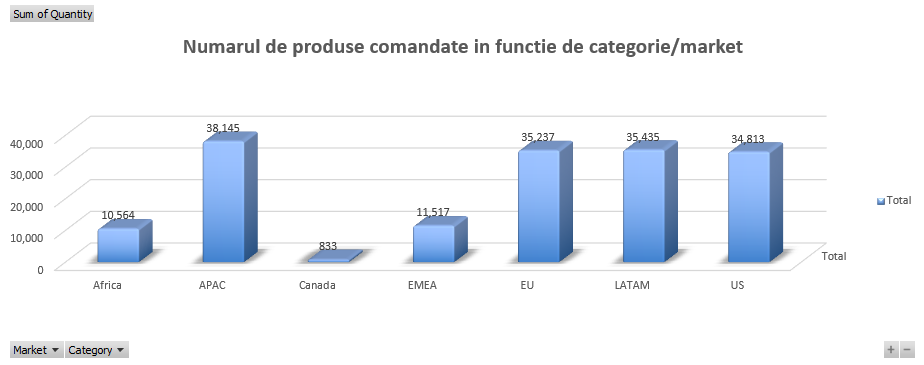 Sum of Quantity
Numarul de produse comandate in functie de categorie/market
38,145
35,237
35,435
34,813
10,564
11,517
833
40,000
30,000
20,000
10,000
0
Total
Total
Africa APAC Canada EMEA EU LATAM US
Market Category
+ −